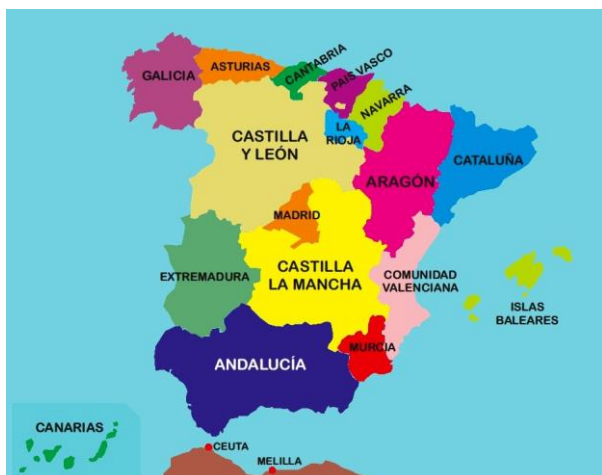 GALICIA
ASTURIAS
CANTABRIA
PAIS VASCO
NAVARRA
LA
RIOJA
CASTILLA
Y LEÓN
ARAGÓN
CATALUÑA
MADRID
EXTREMADURA
CASTILLA
LA MANCHA
COMUNIDAD
VALENCIANA
ISLAS
BALEARES
MURCIA
ANDALUCÍA
CANARIAS
CEUTA
MELILLA